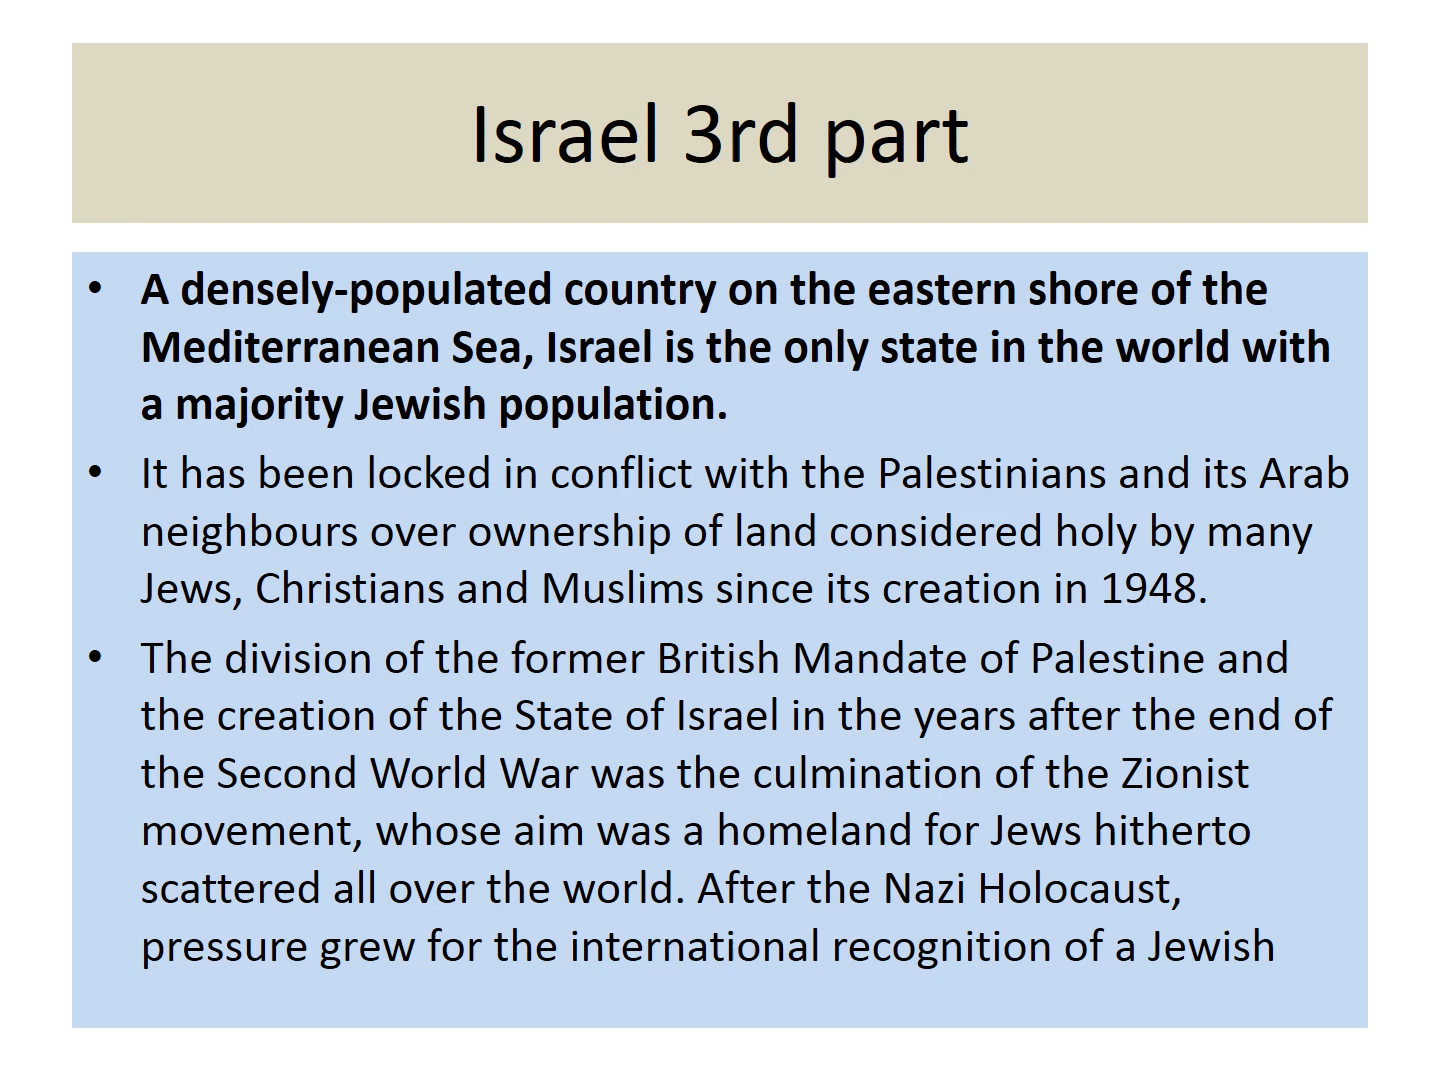 Israel 3rd part
• A densely-populated country on the eastern shore of the
Mediterranean Sea, Israel is the only state in the world with
a majority Jewish population.
• It has been locked in conflict with the Palestinians and its Arab
neighbours over ownership of land considered holy by many
Jews, Christians and Muslims since its creation in 1948.
• The division of the former British Mandate of Palestine and
the creation of the State of Israel in the years after the end of
the Second World War was the culmination of the Zionist
movement, whose aim was a homeland for Jews hitherto
scattered all over the world. After the Nazi Holocaust,
pressure grew for the international recognition of a Jewish